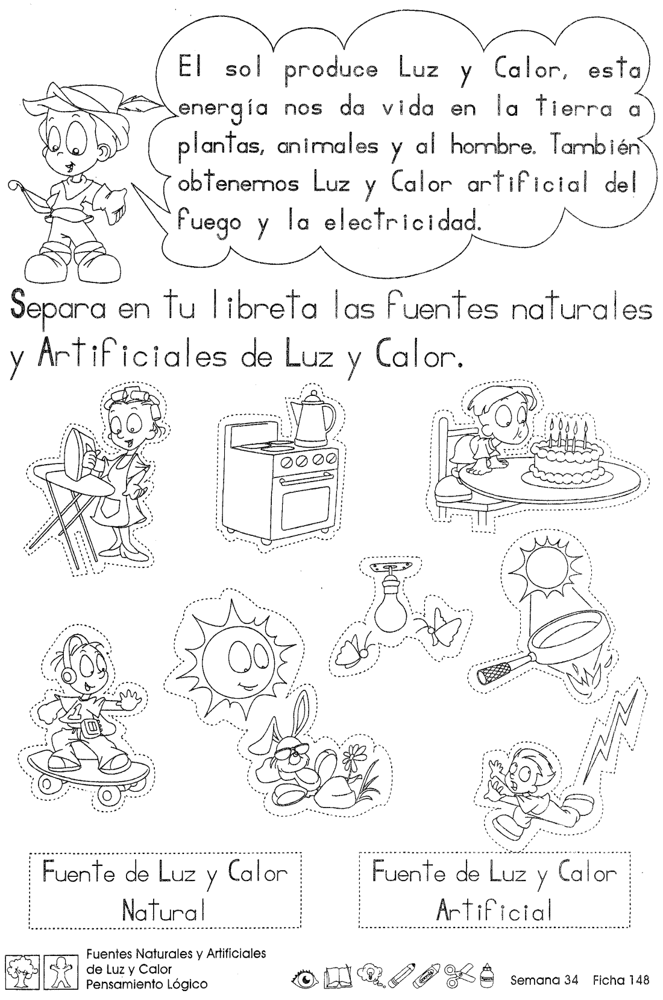 El sol produce Luz y Calor, esta
energía nos da vida en la tierra a
plantas, animales y al hombre. También
obtenemos Luz y Calor artificial del
fuego y la electricidad.
Separa en tu libreta las fuentes naturales
y Artificiales de Luz y Calor.
1
Fuente de Luz y Calor
Natural
Fuente de Luz y Calor
Artificial
Fuentes Naturales y Artificiales
de Luz y Calor
Pensamiento Lógico
Semana 34 Ficha 148